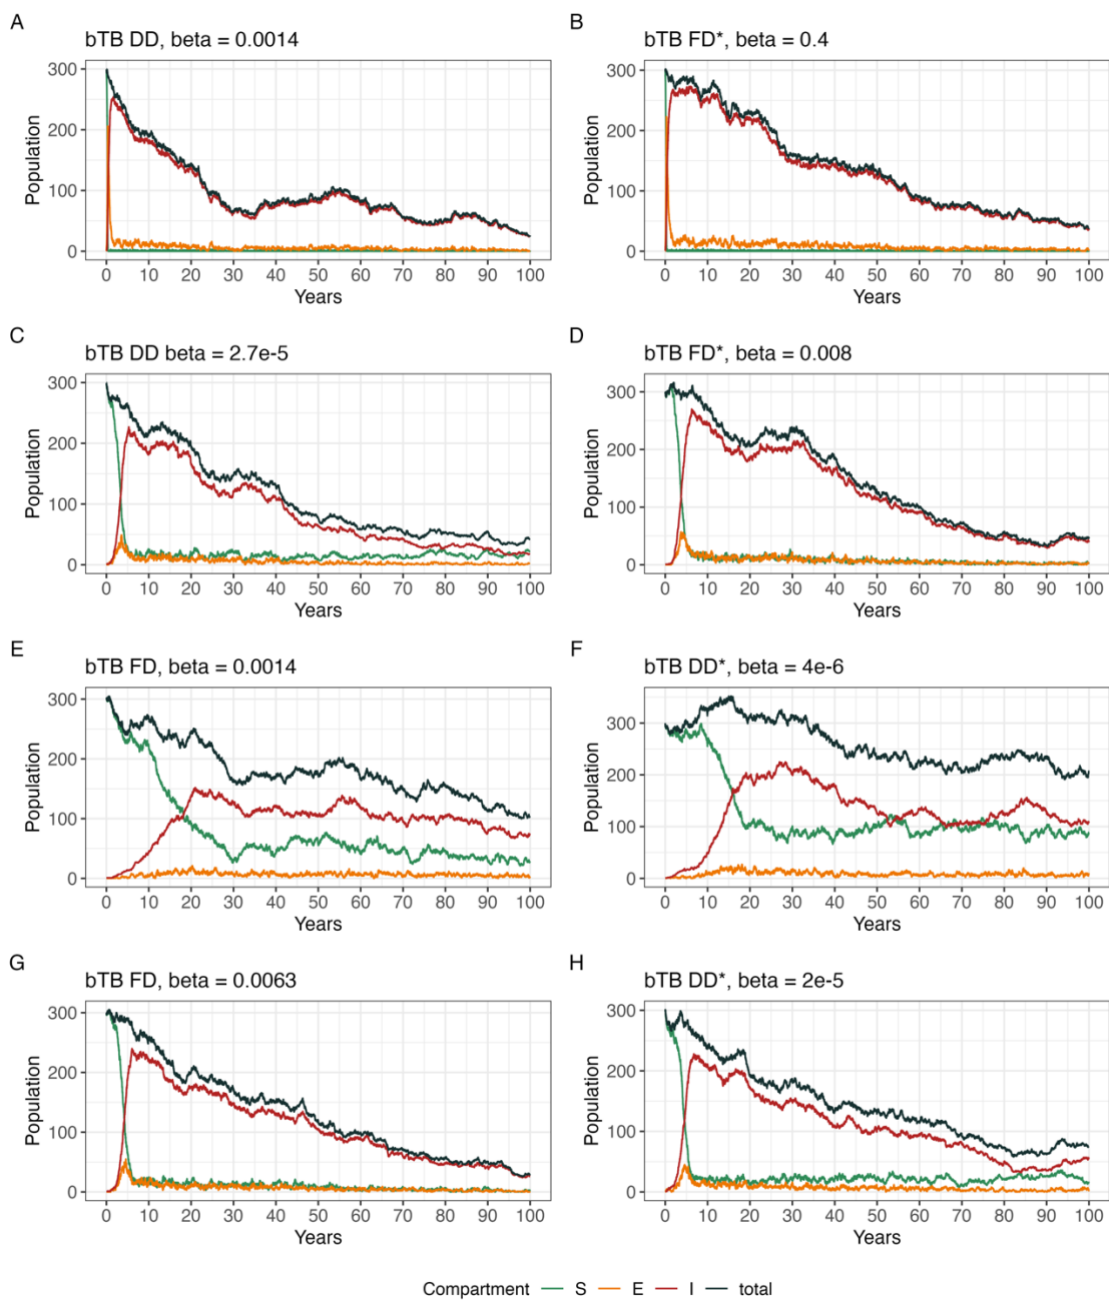 A
bTB DD, beta = 0.0014
Population
300
200
100
0
0 10 20 30 40 50 60 70 80 90 100
Years
B
bTB FD*, beta = 0.4
Population
300
200
100
0
0 10 20 30 40 50 60 70 80 90 100
Years
C
bTB DD beta = 2.7e-5
Population
300
200
100
0
0 10 20 30 40 50 60 70 80 90 100
Years
D
bTB FD*, beta = 0.008
Population
300
200
100
0
0 10 20 30 40 50 60 70 80 90 100
Years
E
bTB FD, beta = 0.0014
Population
300
200
100
0
0 10 20 30 40 50 60 70 80 90 100
Years
F
bTB DD*, beta = 4e-6
Population
300
200
100
0
0 10 20 30 40 50 60 70 80 90 100
Years
G
bTB FD, beta = 0.0063
Population
300
200
100
0
0 10 20 30 40 50 60 70 80 90 100
Years
H
bTB DD*, beta = 2e-5
Population
300
200
100
0
0 10 20 30 40 50 60 70 80 90 100
Years
Compartment S E I total